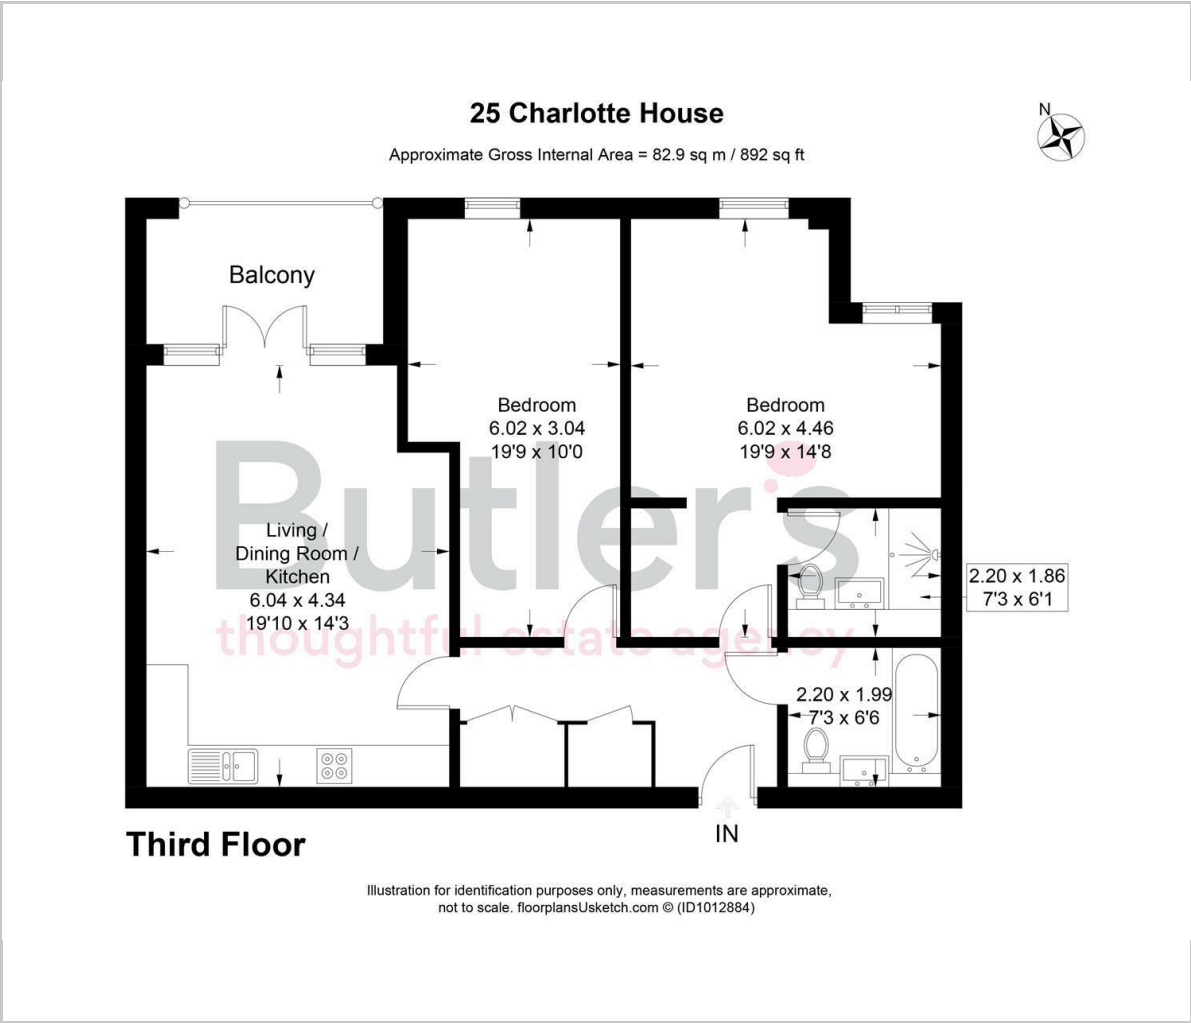 25 Charlotte House
N
Approximate Gross Internal Area = 82.9 sq m / 892 sq ft
Balcony
Bedroom
6.02 x 3.04
19'9 x 10'0
Bedroom
6.02 x 4.46
19'9 x 14'8
Butler's
thoughtful estate agency
Living /
Dining Room /
Kitchen
6.04 x 4.34
19'10 x 14'3
2.20 x 1.86
7'3 x 6'1
2.20 x 1.99
7'3 x 6'6
IN
Third Floor
Illustration for identification purposes only, measurements are approximate,
not to scale. floorplansUsketch.com © (ID1012884)